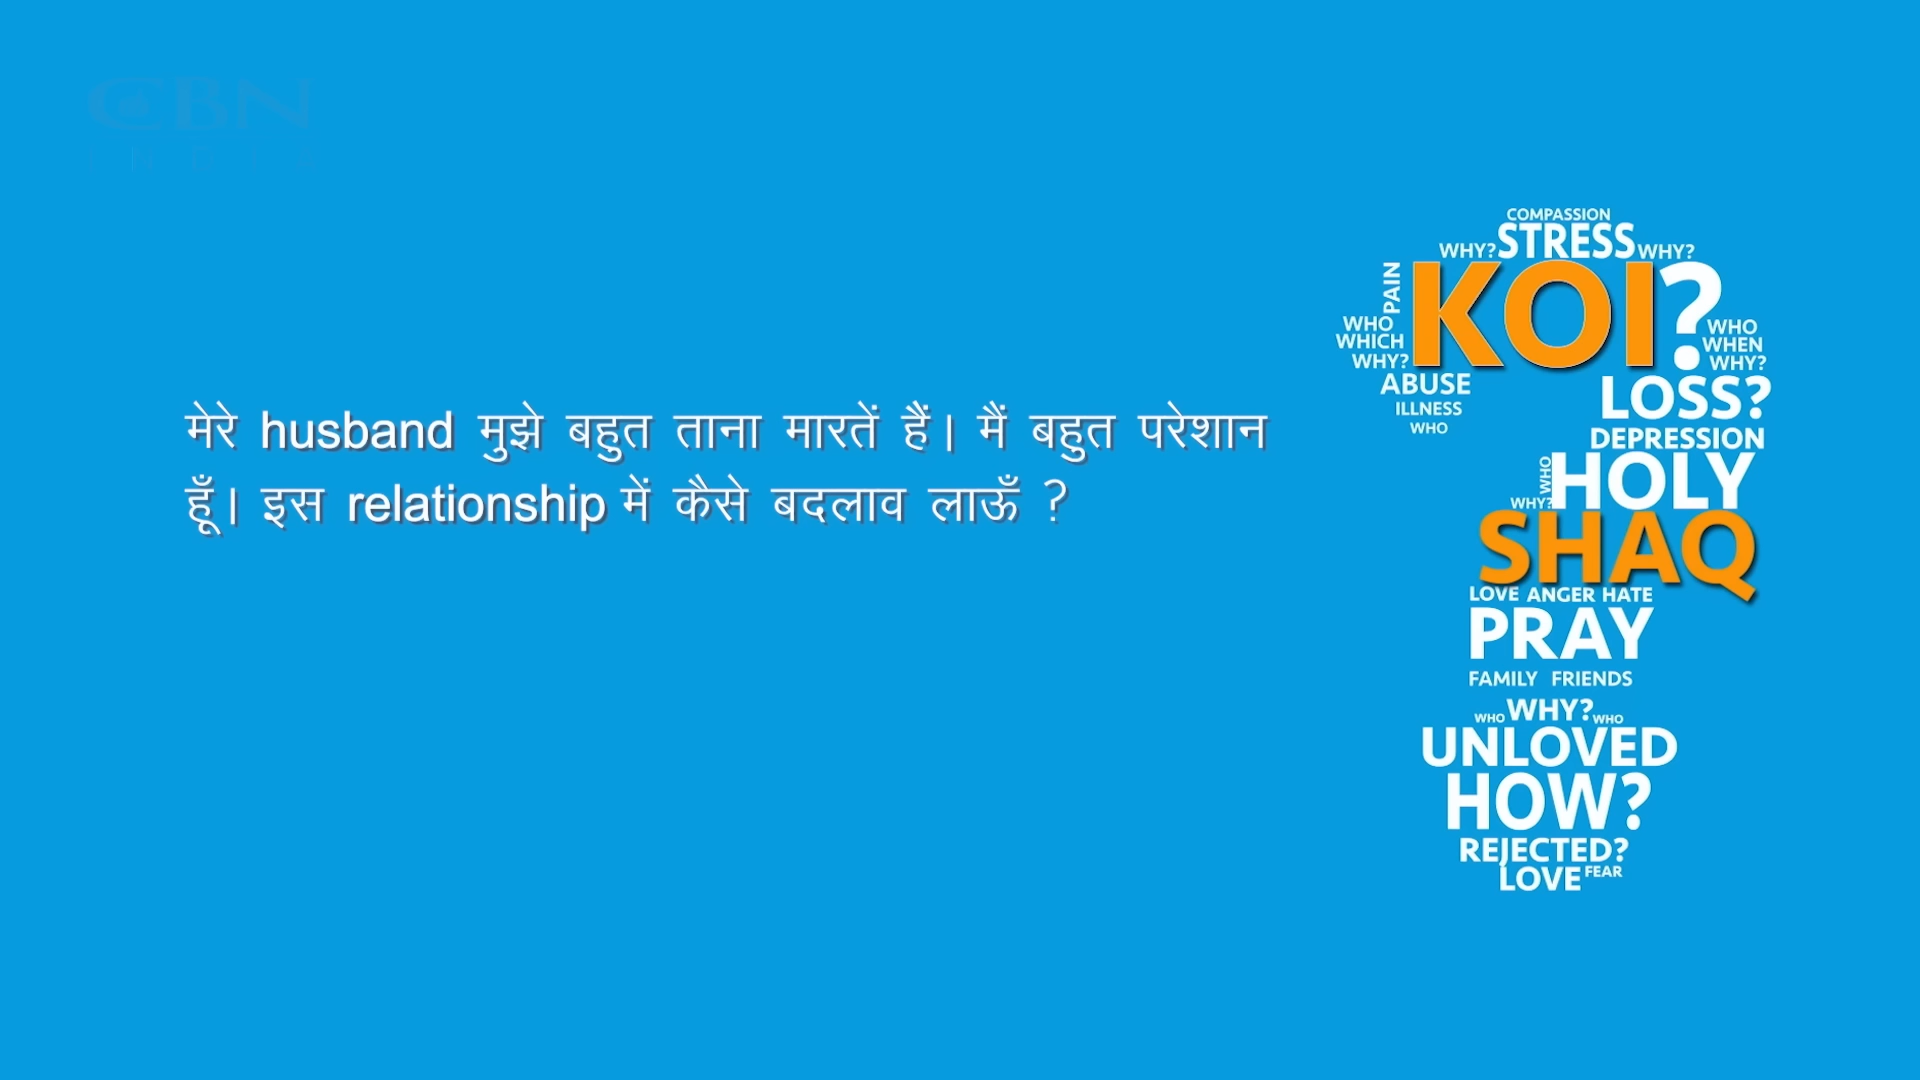 CBN
INDIA
मेरे husband मुझे बहुत ताना मारतें हैं। मैं बहुत परेशान
हूँ। इस relationship में कैसे बदलाव लाऊँ ?
COMPASSION
WHY? STRESS WHY?
PAIN
KOI?
WHO
WHICH
WHY?
WHO
WHEN
WHY?
ABUSE
ILLNESS
WHO
LOSS?
DEPRESSION
WHO
HOLY
WHY?
SHAQ
LOVE ANGER HATE
PRAY
FAMILY FRIENDS
WHO WHY? WHO
UNLOVED
HOW?
REJECTED?
LOVE FEAR